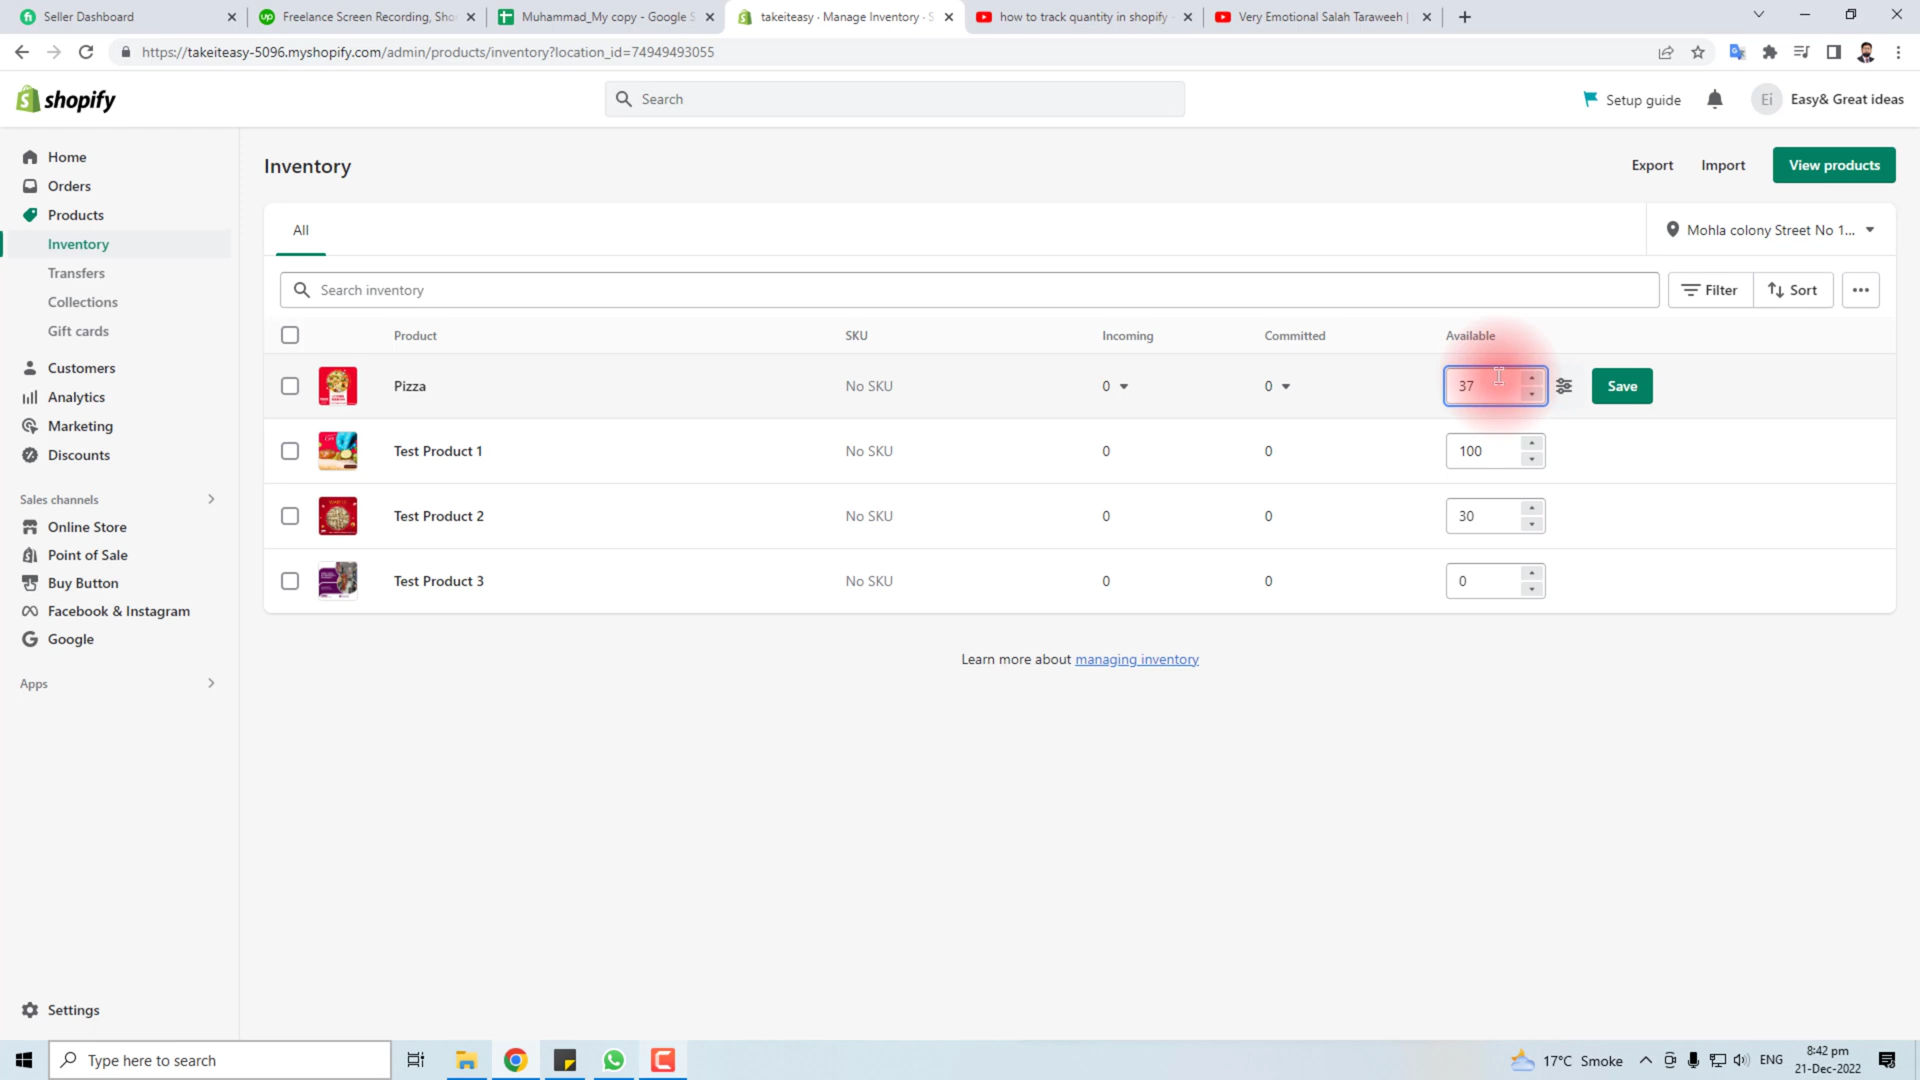 Seller Dashboard
Freelance Screen Recording, Sho
Muhammad_My copy - Google S
takeiteasy · Manage Inventory · S
how to track quantity in shopify
Very Emotional Salah Taraweeh |
https://takeiteasy-5096.myshopify.com/admin/products/inventory?location_id=74949493055
shopify
Search
Setup guide
Ei
Easy& Great ideas
Home
Orders
Products
Inventory
Transfers
Collections
Gift cards
Customers
Analytics
Marketing
Discounts
Sales channels
Online Store
Point of Sale
Buy Button
Facebook & Instagram
Google
Apps
Settings
Inventory
Export
Import
View products
All
Mohla colony Street No 1...
Search inventory
Filter
Sort
Product SKU Incoming Committed Available
Pizza No SKU 0 0 37 Save
Test Product 1 No SKU 0 0 100
Test Product 2 No SKU 0 0 30
Test Product 3 No SKU 0 0 0
Learn more about managing inventory
Type here to search
17°C Smoke
ENG
8:42 pm
21-Dec-2022